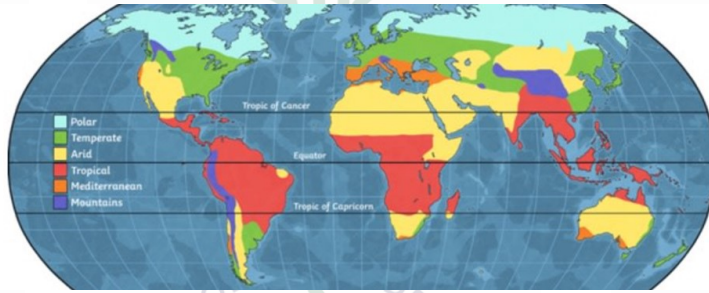 Tropic of Cancer
Equator
Tropic of Capricorn
Polar
Temperate
Arid
Tropical
Mediterranean
Mountains